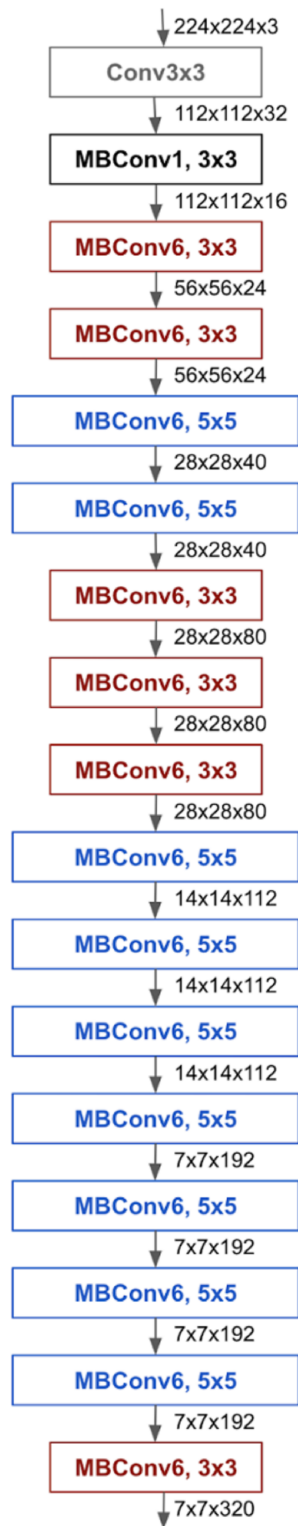 224x224x3
Conv3x3
112x112x32
MBConv1, 3x3
112x112x16
MBConv6, 3x3
56x56x24
MBConv6, 3x3
56x56x24
MBConv6, 5x5
28x28x40
MBConv6, 5x5
28x28x40
MBConv6, 3x3
28x28x80
MBConv6, 3x3
28x28x80
MBConv6, 3x3
28x28x80
MBConv6, 5x5
14x14x112
MBConv6, 5x5
14x14x112
MBConv6, 5x5
14x14x112
MBConv6, 5x5
7x7x192
MBConv6, 5x5
7x7x192
MBConv6, 5x5
7x7x192
MBConv6, 5x5
7x7x192
MBConv6, 3x3
7x7x320